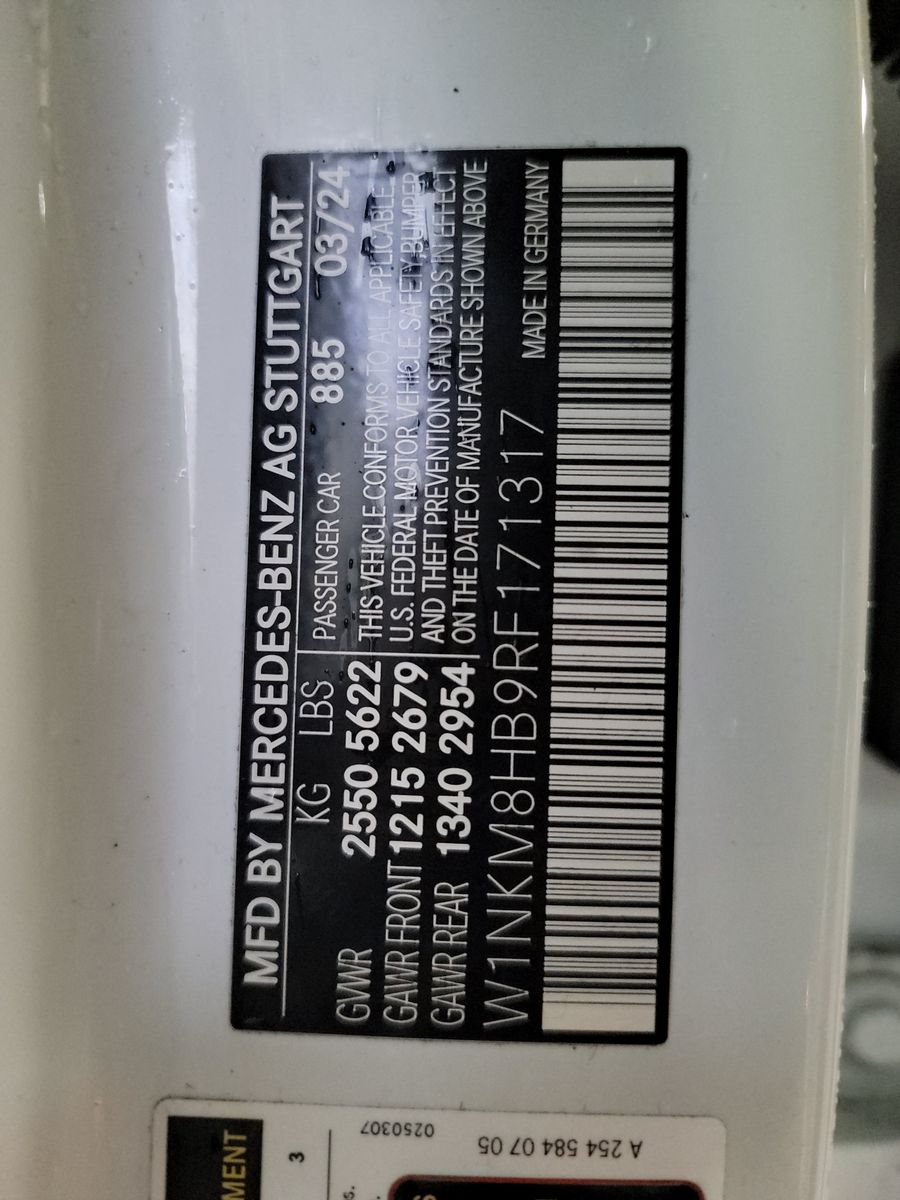 MFD BY MERCEDES-BENZ AG STUTTGART
KG LBS
GVWR 2550 5622
GAWR FRONT 1215 2679
GAWR REAR 1340 2954
PASSENGER CAR 885 03/24
THIS VEHICLE CONFORMS TO ALL APPLICABLE
U.S. FEDERAL MOTOR VEHICLE SAFETY, BUMPER,
AND THEFT PREVENTION STANDARDS IN EFFECT
ON THE DATE OF MANUFACTURE SHOWN ABOVE
W1NKM8HB9RF171317
MADE IN GERMANY
MENT
3
s.
0250307
A 254 584 07 05